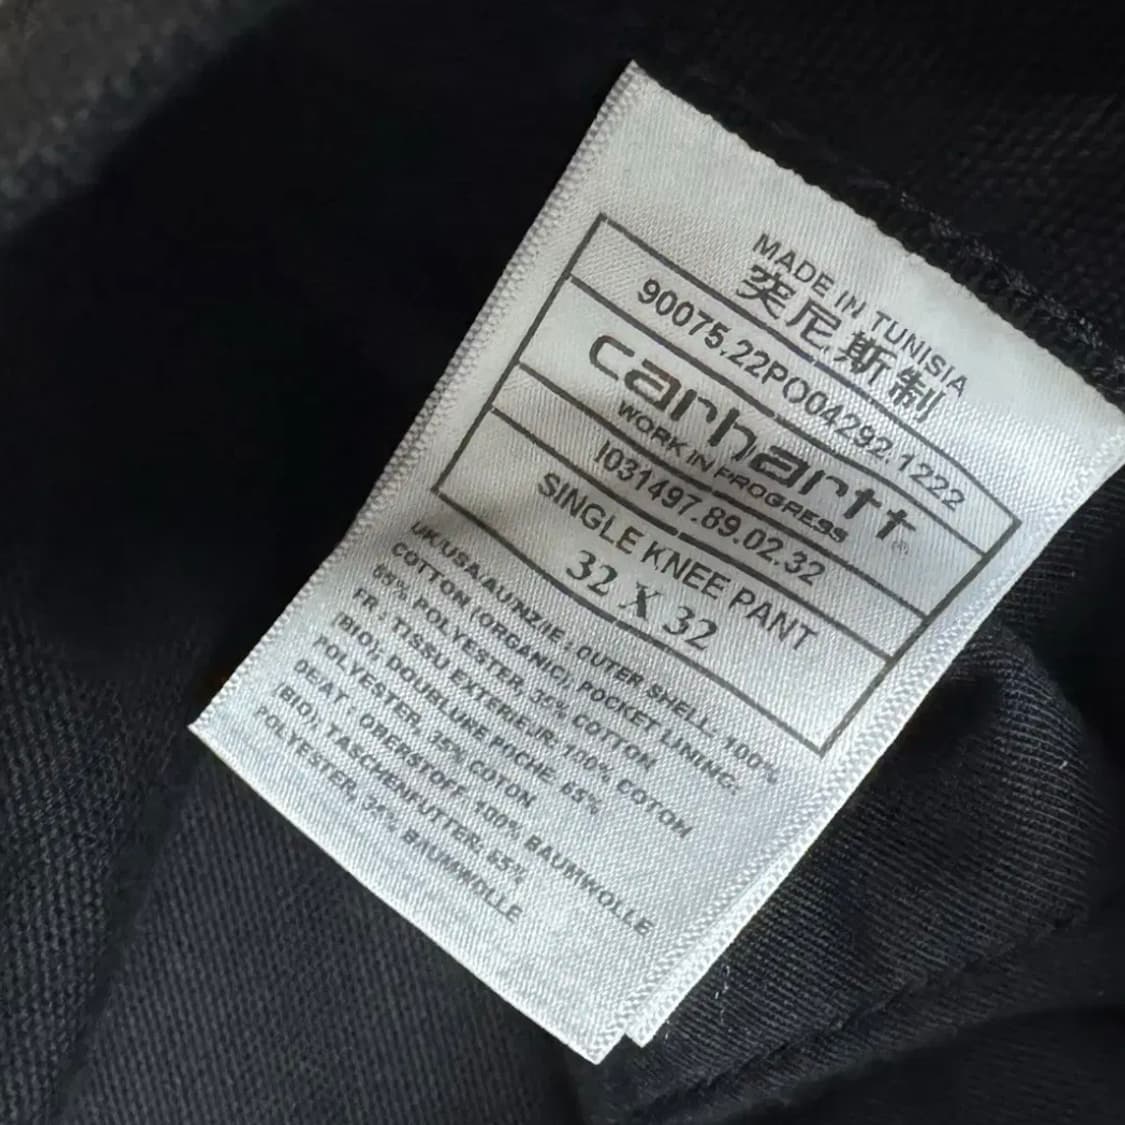 MADE IN TUNISIA
突尼斯制
90075.22PO04292.1222
carhartt®
WORK IN PROGRESS
I031497.89.02.32
SINGLE KNEE PANT
32 X 32
UK/USA/AU/NZ/IE : OUTER SHELL. 100%
COTTON (ORGANIC), POCKET LINING.
65% POLYESTER, 35% COTTON
FR : TISSU EXTERIEUR: 100% COTON
(BIO); DOUBLURE POCHE. 65%
POLYESTER, 35% COTON
DE/AT : OBERSTOFF. 100% BAUMWOLLE
(BIO), TASCHENFUTTER. 65%
POLYESTER, 35% BAUMWOLLE